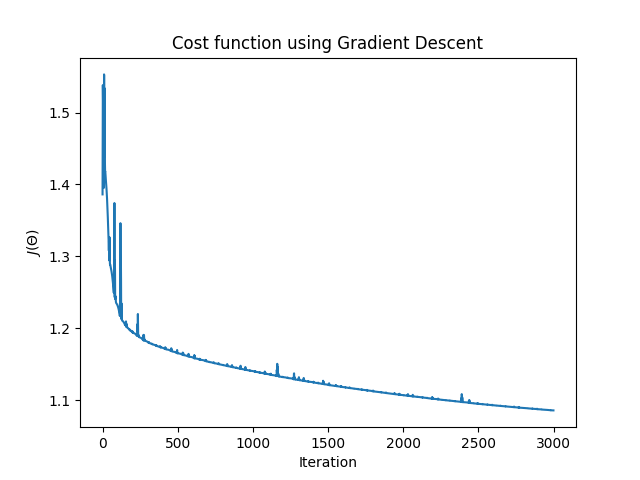 Cost function using Gradient Descent
J(Θ)
1.5
1.4
1.3
1.2
1.1
0 500 1000 1500 2000 2500 3000
Iteration